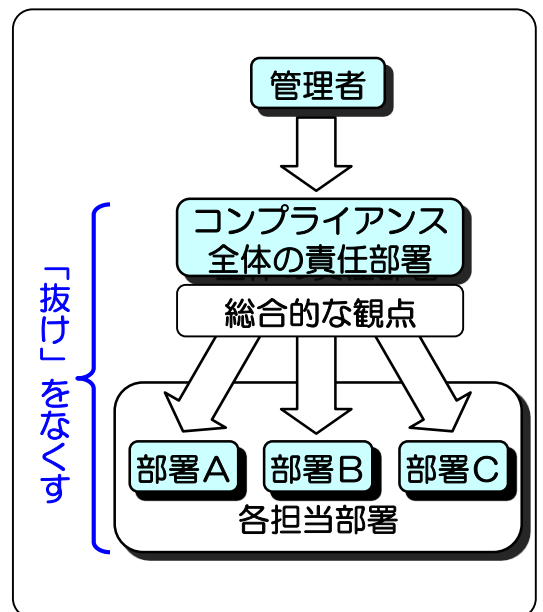 管理者
コンプライアンス
全体の責任部署
総合的な観点
「抜け」をなくす
部署A
部署B
部署C
各担当部署